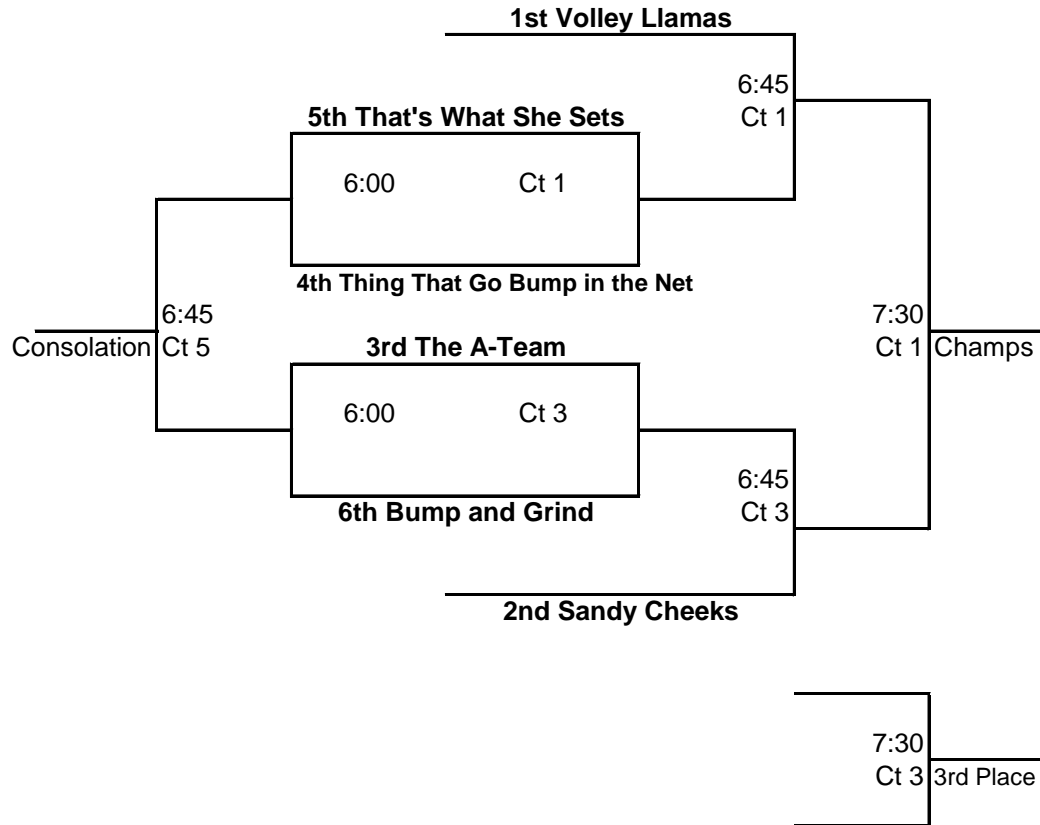 1st Volley Llamas
6:45
Ct 1
5th That's What She Sets
6:00 Ct 1
4th Thing That Go Bump in the Net
6:45
Consolation Ct 5
7:30
Ct 1 Champs
3rd The A-Team
6:00 Ct 3
6th Bump and Grind
6:45
Ct 3
2nd Sandy Cheeks
7:30
Ct 3 3rd Place